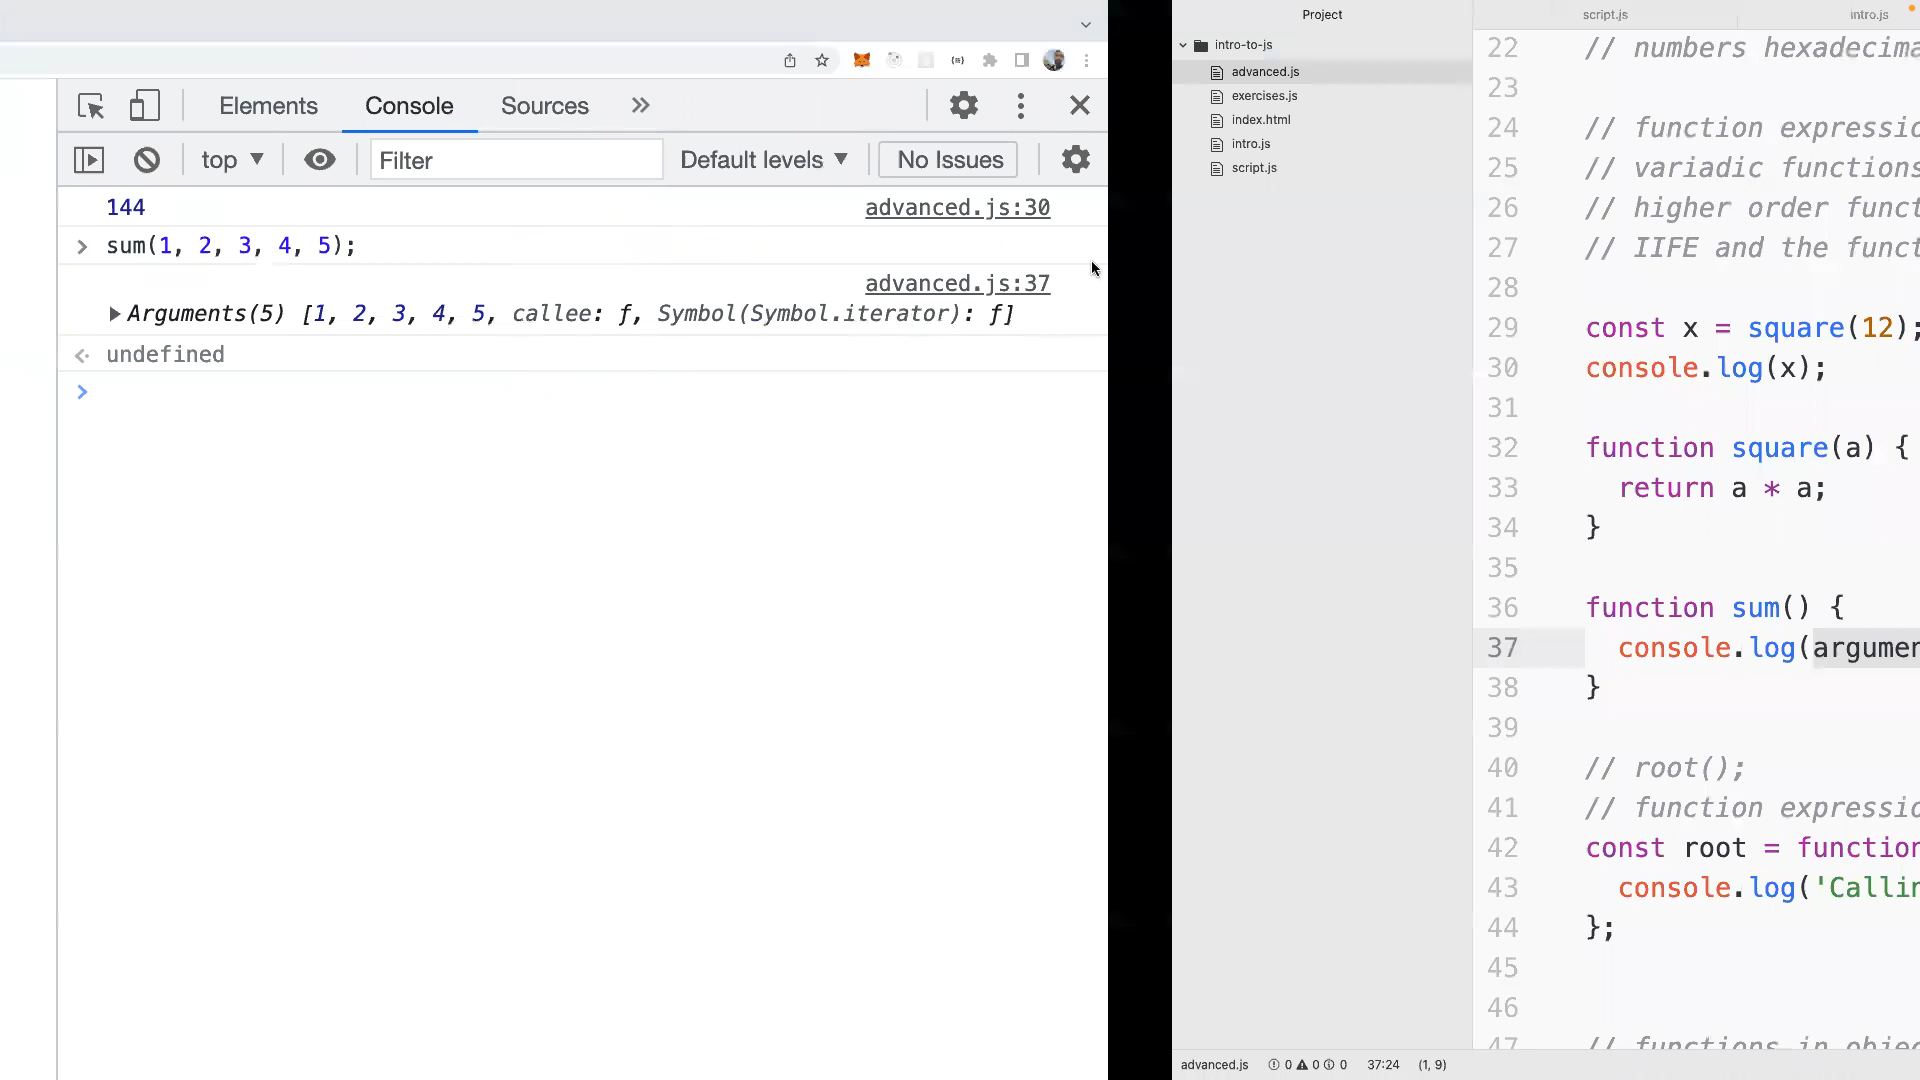 Elements Console Sources »
top ▼ Filter Default levels ▼ No Issues
144 advanced.js:30
> sum(1, 2, 3, 4, 5);
advanced.js:37
▶Arguments(5) [1, 2, 3, 4, 5, callee: ƒ, Symbol(Symbol.iterator): ƒ]
undefined
>
Project
intro-to-js
advanced.js
exercises.js
index.html
intro.js
script.js
script.js intro.js
22 // numbers hexadecima
23
24 // function expressio
25 // variadic functions
26 // higher order funct
27 // IIFE and the funct
28
29 const x = square(12);
30 console.log(x);
31
32 function square(a) {
33 return a * a;
34 }
35
36 function sum() {
37 console.log(argumen
38 }
39
40 // root();
41 // function expressio
42 const root = function
43 console.log('Callin
44 };
45
46
47 // functions in objec
advanced.js 0 0 0 37:24 (1, 9)